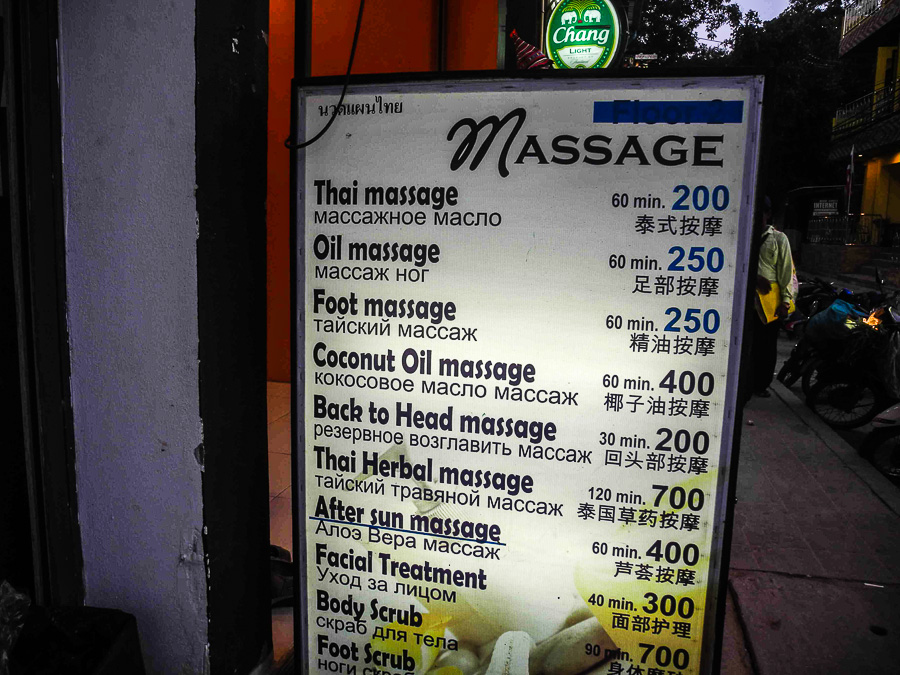 Chang
LIGHT
นวดแผนไทย
Floor 2
MASSAGE
Thai massage 60 min. 200
массажное масло 泰式按摩
Oil massage 60 min. 250
массаж ног 足部按摩
Foot massage 60 min. 250
тайский массаж 精油按摩
Coconut Oil massage 60 min. 400
кокосовое масло массаж 椰子油按摩
Back to Head massage 30 min. 200
резервное возглавить массаж 回头部按摩
Thai Herbal massage 120 min. 700
тайский травяной массаж 泰国草药按摩
After sun massage 60 min. 400
Алоэ Вера массаж 芦荟按摩
Facial Treatment 40 min. 300
Уход за лицом 面部护理
Body Scrub 90 min. 700
скраб для тела
Foot Scrub
ноги скраб
INTERNET